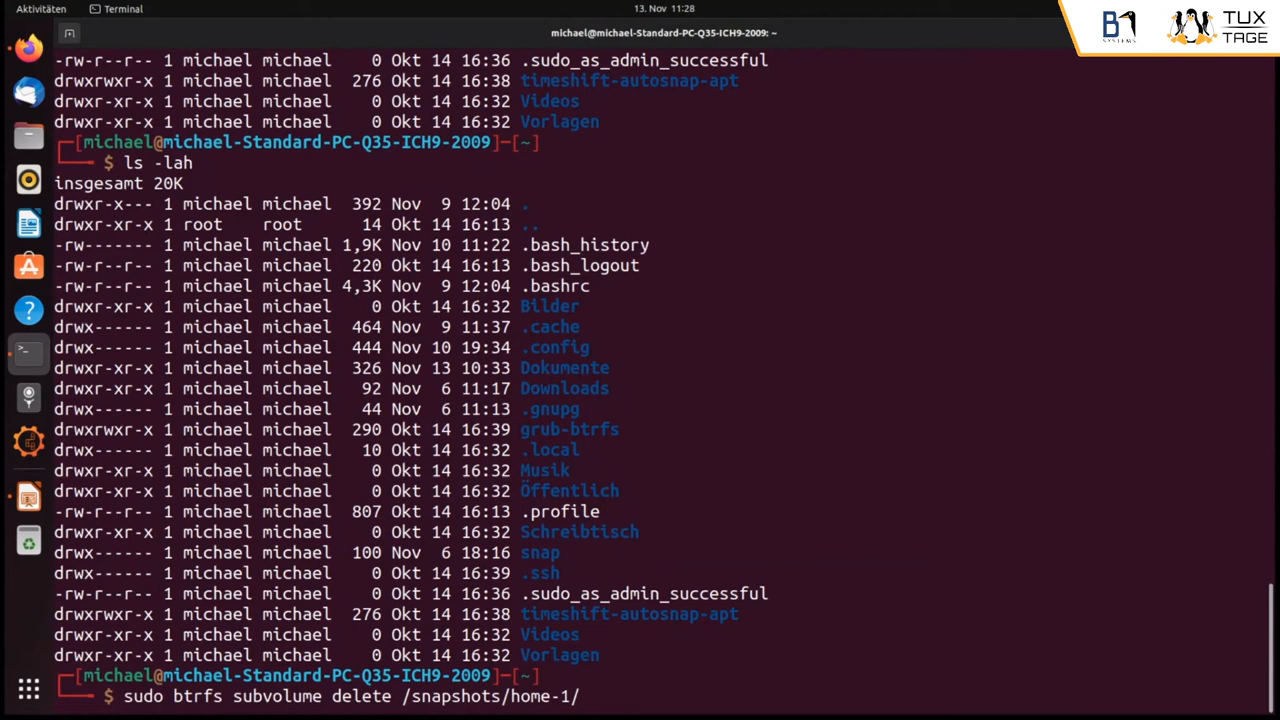 Aktivitäten
Terminal
13. Nov 11:28
B1
SYSTEMS
TUX
TAGE
michael@michael-Standard-PC-Q35-ICH9-2009: ~
-rw-r--r-- 1 michael michael    0 Okt 14 16:36 .sudo_as_admin_successful
drwxrwxr-x 1 michael michael  276 Okt 14 16:38 timeshift-autosnap-apt
drwxr-xr-x 1 michael michael    0 Okt 14 16:32 Videos
drwxr-xr-x 1 michael michael    0 Okt 14 16:32 Vorlagen
┌─[michael@michael-Standard-PC-Q35-ICH9-2009]─[~]
└──╼ $ ls -lah
insgesamt 20K
drwxr-x--- 1 michael michael  392 Nov  9 12:04 .
drwxr-xr-x 1 root    root      14 Okt 14 16:13 ..
-rw------- 1 michael michael 1,9K Nov 10 11:22 .bash_history
-rw-r--r-- 1 michael michael  220 Okt 14 16:13 .bash_logout
-rw-r--r-- 1 michael michael 4,3K Nov  9 12:04 .bashrc
drwxr-xr-x 1 michael michael    0 Okt 14 16:32 Bilder
drwx------ 1 michael michael  464 Nov  9 11:37 .cache
drwx------ 1 michael michael  444 Nov 10 19:34 .config
drwxr-xr-x 1 michael michael  326 Nov 13 10:33 Dokumente
drwxr-xr-x 1 michael michael   92 Nov  6 11:17 Downloads
drwx------ 1 michael michael   44 Nov  6 11:13 .gnupg
drwxrwxr-x 1 michael michael  290 Okt 14 16:39 grub-btrfs
drwx------ 1 michael michael   10 Okt 14 16:32 .local
drwxr-xr-x 1 michael michael    0 Okt 14 16:32 Musik
drwxr-xr-x 1 michael michael    0 Okt 14 16:32 Öffentlich
-rw-r--r-- 1 michael michael  807 Okt 14 16:13 .profile
drwxr-xr-x 1 michael michael    0 Okt 14 16:32 Schreibtisch
drwx------ 1 michael michael  100 Nov  6 18:16 snap
drwx------ 1 michael michael    0 Okt 14 16:39 .ssh
-rw-r--r-- 1 michael michael    0 Okt 14 16:36 .sudo_as_admin_successful
drwxrwxr-x 1 michael michael  276 Okt 14 16:38 timeshift-autosnap-apt
drwxr-xr-x 1 michael michael    0 Okt 14 16:32 Videos
drwxr-xr-x 1 michael michael    0 Okt 14 16:32 Vorlagen
┌─[michael@michael-Standard-PC-Q35-ICH9-2009]─[~]
└──╼ $ sudo btrfs subvolume delete /snapshots/home-1/